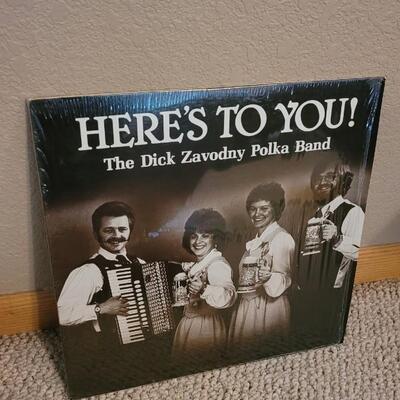 HERE'S TO YOU!
The Dick Zavodny Polka Band